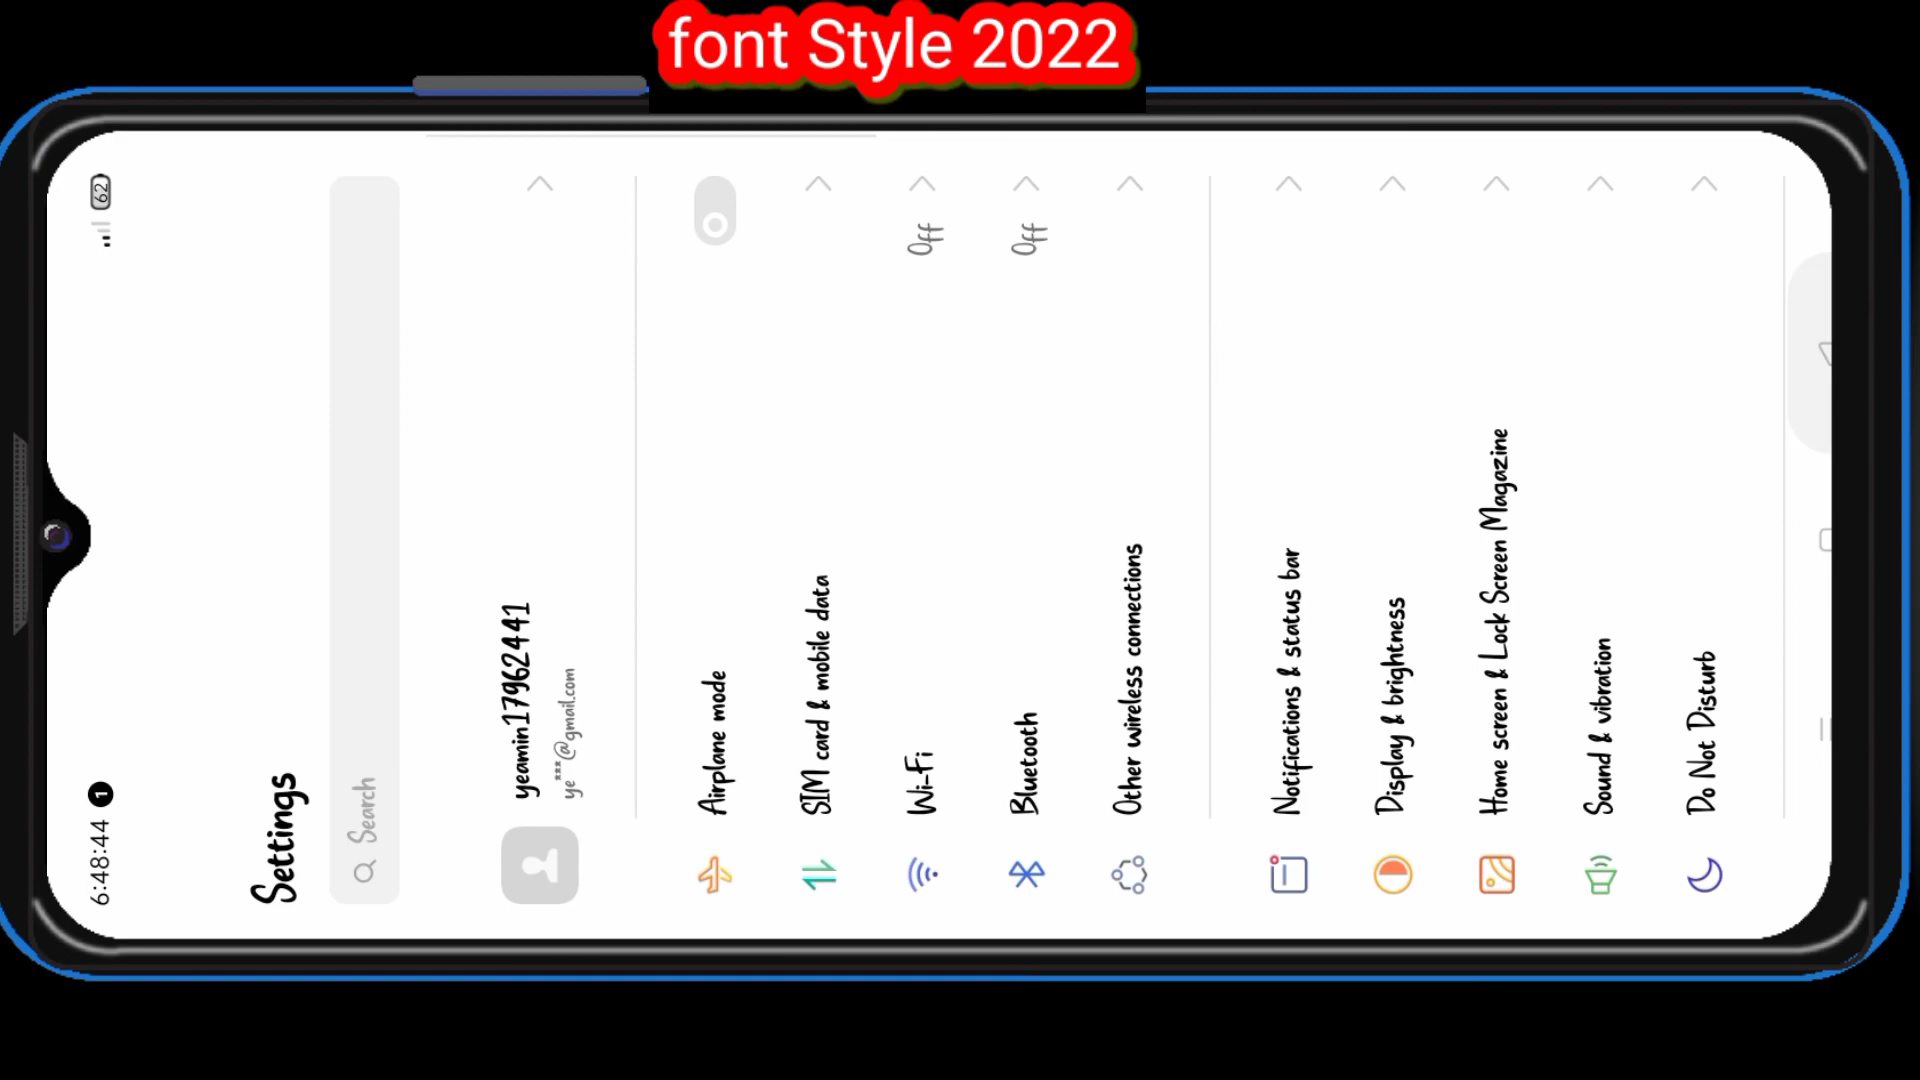 font Style 2022
6:48:44 1
62
Settings
Search
yeamin17962441
ye***@gmail.com
Airplane mode
SIM card & mobile data
Wi-Fi
Off
Bluetooth
Off
Other wireless connections
Notifications & status bar
Display & brightness
Home screen & Lock Screen Magazine
Sound & vibration
Do Not Disturb